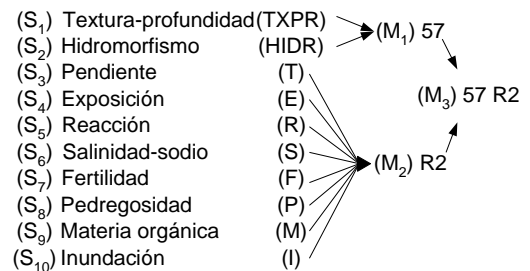 (S₁) Textura-profundidad (TXPR)
(S₂) Hidromorfismo (HIDR)
(M₁) 57
(S₃) Pendiente (T)
(S₄) Exposición (E)
(M₃) 57 R2
(S₅) Reacción (R)
(S₆) Salinidad-sodio (S)
(M₂) R2
(S₇) Fertilidad (F)
(S₈) Pedregosidad (P)
(S₉) Materia orgánica (M)
(S₁₀) Inundación (I)